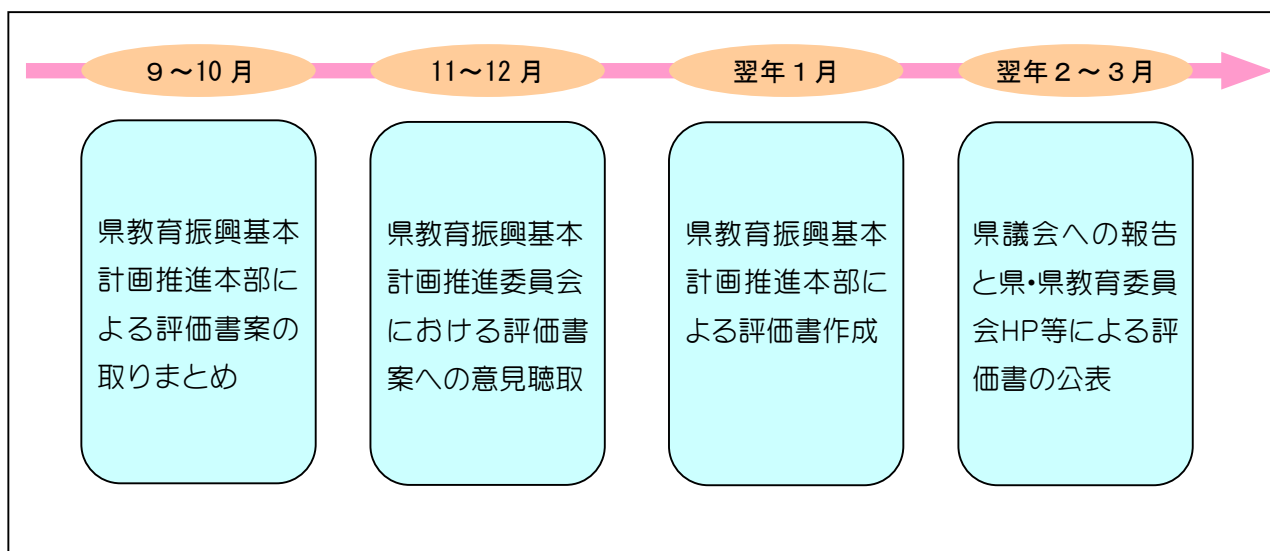 ９～10 月
11～12 月
翌年１月
翌年２～３月
県教育振興基本
計画推進本部に
よる評価書案の
取りまとめ
県教育振興基本
計画推進委員会
における評価書
案への意見聴取
県教育振興基本
計画推進本部に
よる評価書作成
県議会への報告
と県・県教育委員
会HP等による評
価書の公表